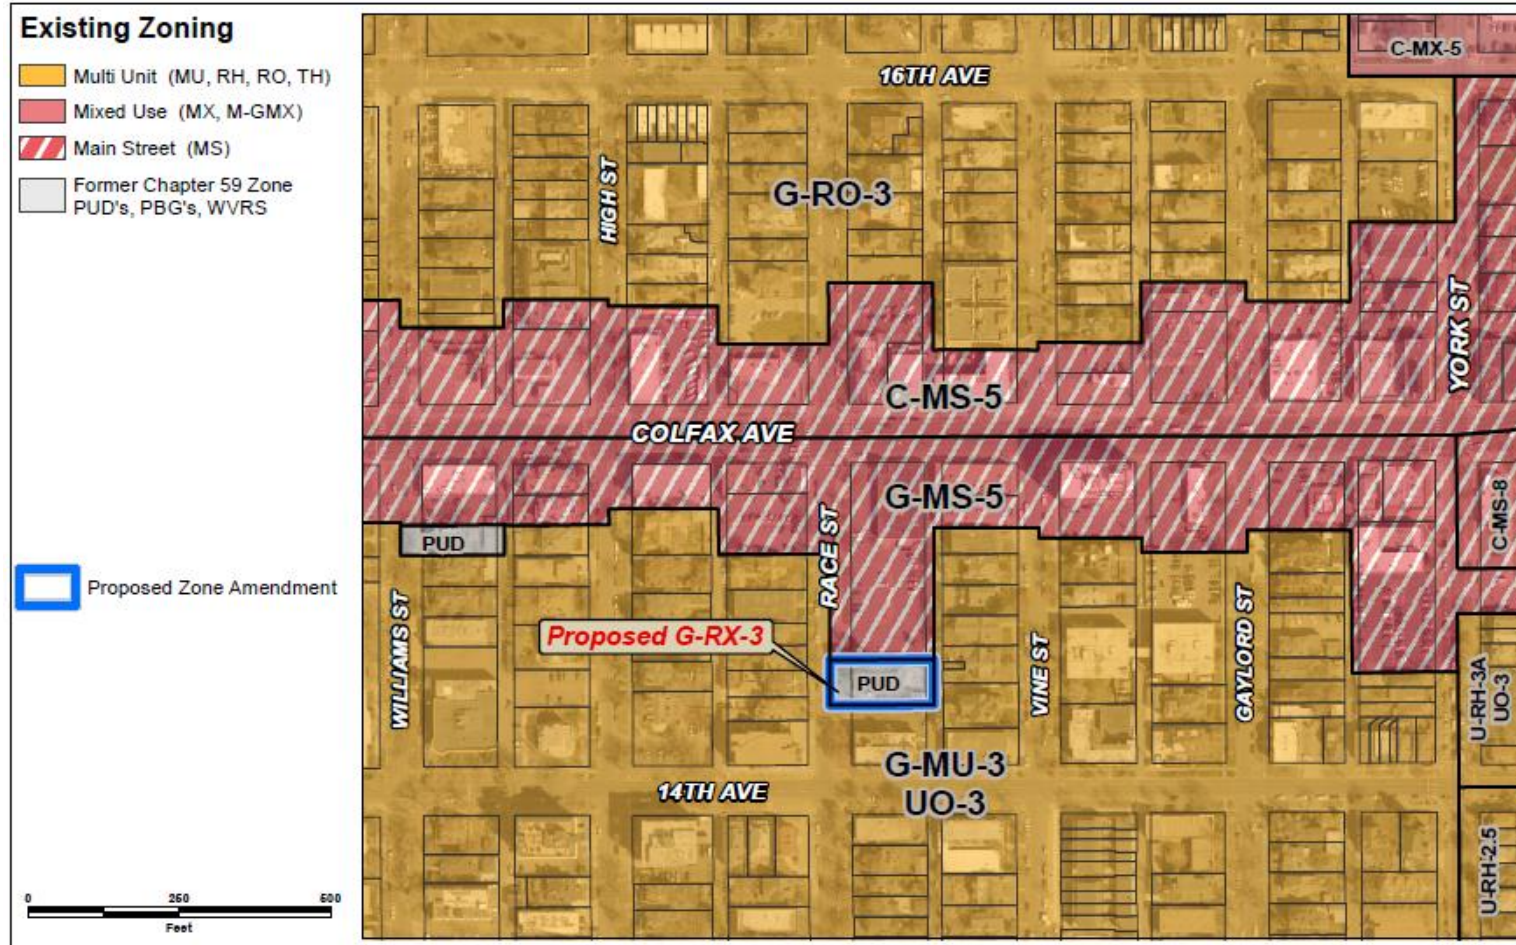 Existing Zoning
Multi Unit (MU, RH, RO, TH)
Mixed Use (MX, M-GMX)
Main Street (MS)
Former Chapter 59 Zone
PUD's, PBG's, WVRS
Proposed Zone Amendment
0 250 500
Feet
C-MX-5
16TH AVE
HIGH ST
G-RO-3
YORK ST
C-MS-5
COLFAX AVE
G-MS-5
C-MS-8
PUD
RACE ST
WILLIAMS ST
Proposed G-RX-3
PUD
VINE ST
GAYLORD ST
U-RH-3A
UO-3
G-MU-3
UO-3
14TH AVE
U-RH-2.5